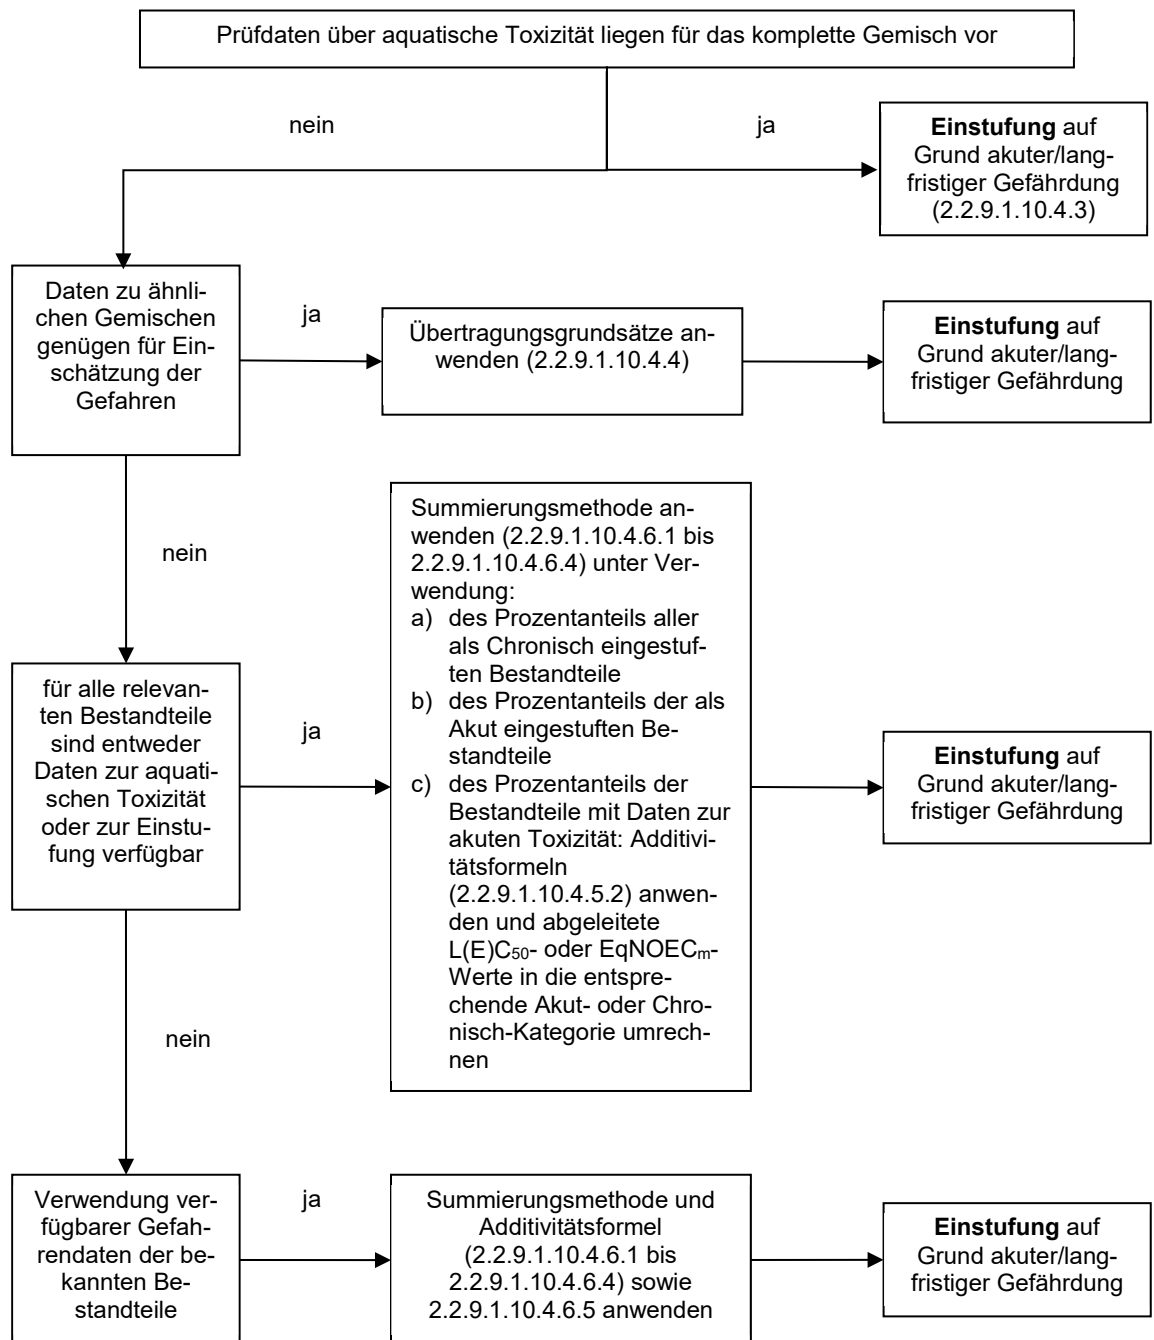 Prüfdaten über aquatische Toxizität liegen für das komplette Gemisch vor
nein
ja
Einstufung auf
Grund akuter/lang-
fristiger Gefährdung
(2.2.9.1.10.4.3)
Daten zu ähnli-
chen Gemischen
genügen für Ein-
schätzung der
Gefahren
ja
Übertragungsgrundsätze an-
wenden (2.2.9.1.10.4.4)
Einstufung auf
Grund akuter/lang-
fristiger Gefährdung
nein
Summierungsmethode an-
wenden (2.2.9.1.10.4.6.1 bis
2.2.9.1.10.4.6.4) unter Ver-
wendung:
a) des Prozentanteils aller
als Chronisch eingestuf-
ten Bestandteile
b) des Prozentanteils der als
Akut eingestuften Be-
standteile
c) des Prozentanteils der
Bestandteile mit Daten zur
akuten Toxizität: Additivi-
tätsformeln
(2.2.9.1.10.4.5.2) anwen-
den und abgeleitete
L(E)C50- oder EqNOECm-
Werte in die entspre-
chende Akut- oder Chro-
nisch-Kategorie umrech-
nen
für alle relevan-
ten Bestandteile
sind entweder
Daten zur aquati-
schen Toxizität
oder zur Einstu-
fung verfügbar
ja
Einstufung auf
Grund akuter/lang-
fristiger Gefährdung
nein
Verwendung ver-
fügbarer Gefah-
rendaten der be-
kannten Be-
standteile
ja
Summierungsmethode und
Additivitätsformel
(2.2.9.1.10.4.6.1 bis
2.2.9.1.10.4.6.4) sowie
2.2.9.1.10.4.6.5 anwenden
Einstufung auf
Grund akuter/lang-
fristiger Gefährdung